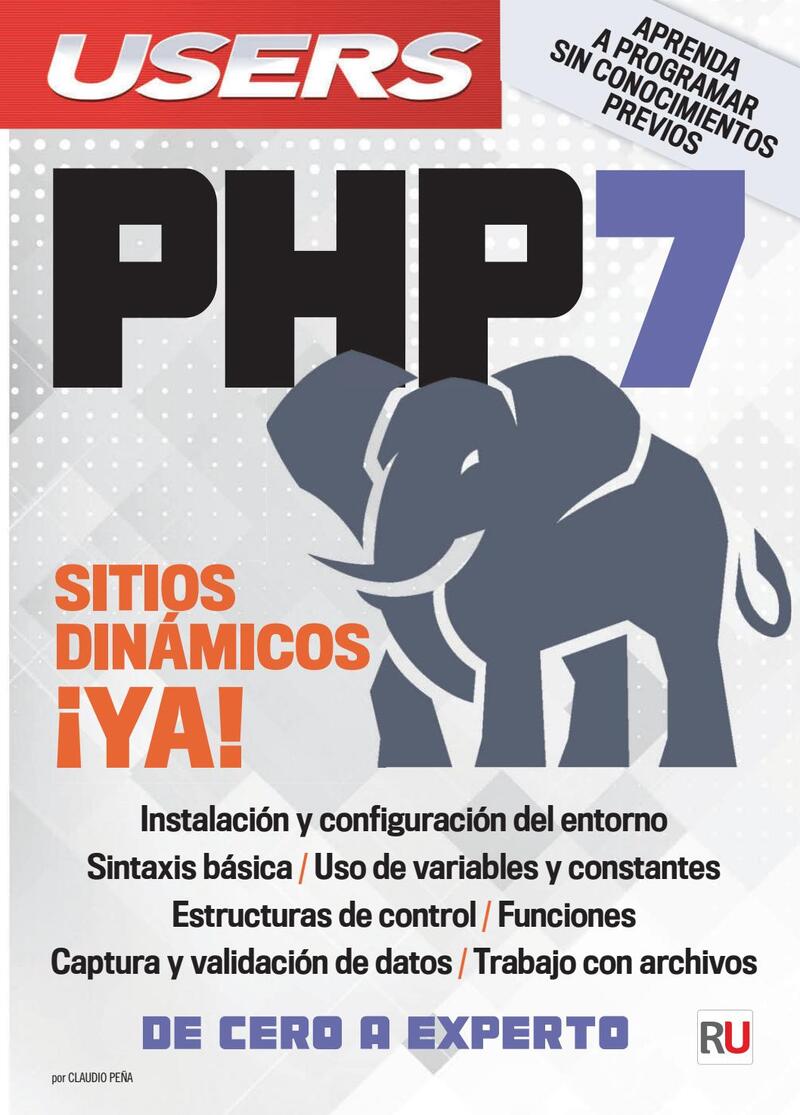 USERS
APRENDA
A PROGRAMAR
SIN CONOCIMIENTOS
PREVIOS
PHP7
SITIOS
DINÁMICOS
¡YA!
Instalación y configuración del entorno
Sintaxis básica / Uso de variables y constantes
Estructuras de control / Funciones
Captura y validación de datos / Trabajo con archivos
DE CERO A EXPERTO
RU
por CLAUDIO PEÑA